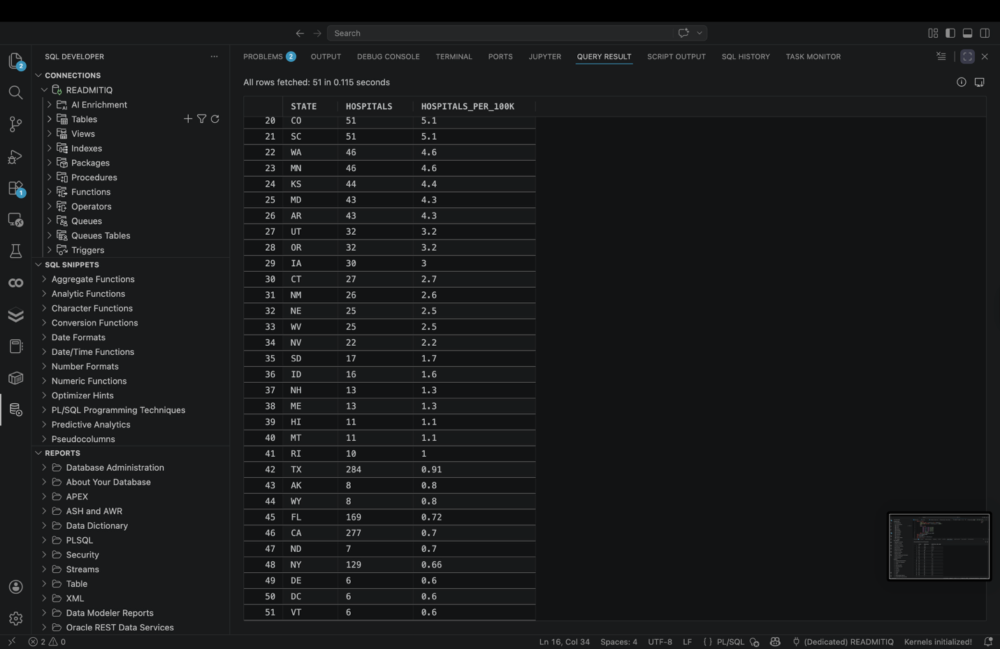 Search
SQL DEVELOPER
PROBLEMS 2 OUTPUT DEBUG CONSOLE TERMINAL PORTS JUPYTER QUERY RESULT SCRIPT OUTPUT SQL HISTORY TASK MONITOR
2
1
CONNECTIONS
READMITIQ
AI Enrichment
Tables
Views
Indexes
Packages
Procedures
Functions
Operators
Queues
Queues Tables
Triggers
SQL SNIPPETS
Aggregate Functions
Analytic Functions
Character Functions
Conversion Functions
Date Formats
Date/Time Functions
Number Formats
Numeric Functions
Optimizer Hints
PL/SQL Programming Techniques
Predictive Analytics
Pseudocolumns
REPORTS
Database Administration
About Your Database
APEX
ASH and AWR
Data Dictionary
PLSQL
Security
Streams
Table
XML
Data Modeler Reports
Oracle REST Data Services
All rows fetched: 51 in 0.115 seconds
STATE HOSPITALS HOSPITALS_PER_100K
20 CO 51 5.1
21 SC 51 5.1
22 WA 46 4.6
23 MN 46 4.6
24 KS 44 4.4
25 MD 43 4.3
26 AR 43 4.3
27 UT 32 3.2
28 OR 32 3.2
29 IA 30 3
30 CT 27 2.7
31 NM 26 2.6
32 NE 25 2.5
33 WV 25 2.5
34 NV 22 2.2
35 SD 17 1.7
36 ID 16 1.6
37 NH 13 1.3
38 ME 13 1.3
39 HI 11 1.1
40 MT 11 1.1
41 RI 10 1
42 TX 284 0.91
43 AK 8 0.8
44 WY 8 0.8
45 FL 169 0.72
46 CA 277 0.7
47 ND 7 0.7
48 NY 129 0.66
49 DE 6 0.6
50 DC 6 0.6
51 VT 6 0.6
2 0 Ln 16, Col 34 Spaces: 4 UTF-8 LF { } PL/SQL (Dedicated) READMITIQ Kernels initialized!